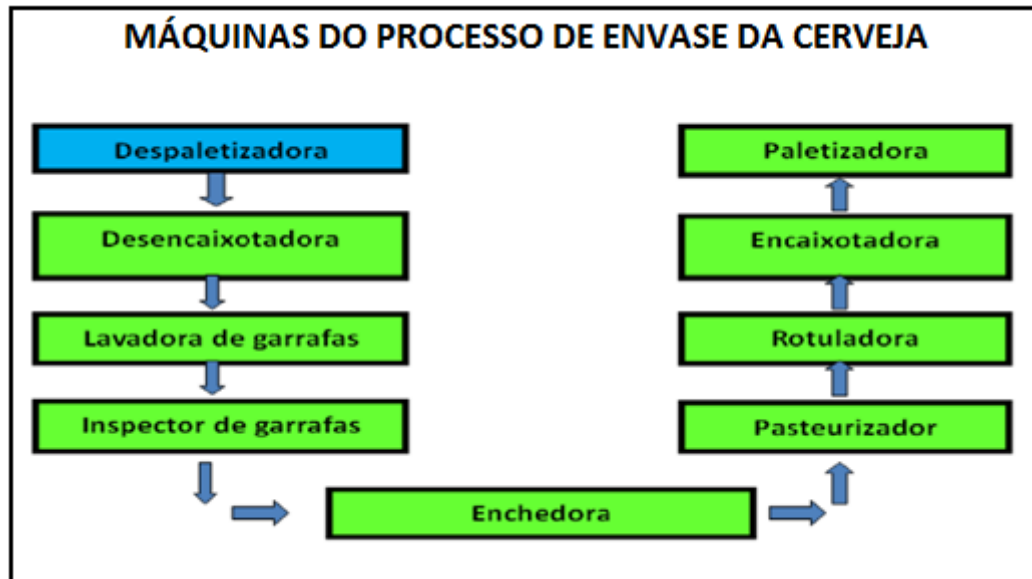 MÁQUINAS DO PROCESSO DE ENVASE DA CERVEJA
Despaletizadora
Desencaixotadora
Lavadora de garrafas
Inspector de garrafas
Enchedora
Pasteurizador
Rotuladora
Encaixotadora
Paletizadora